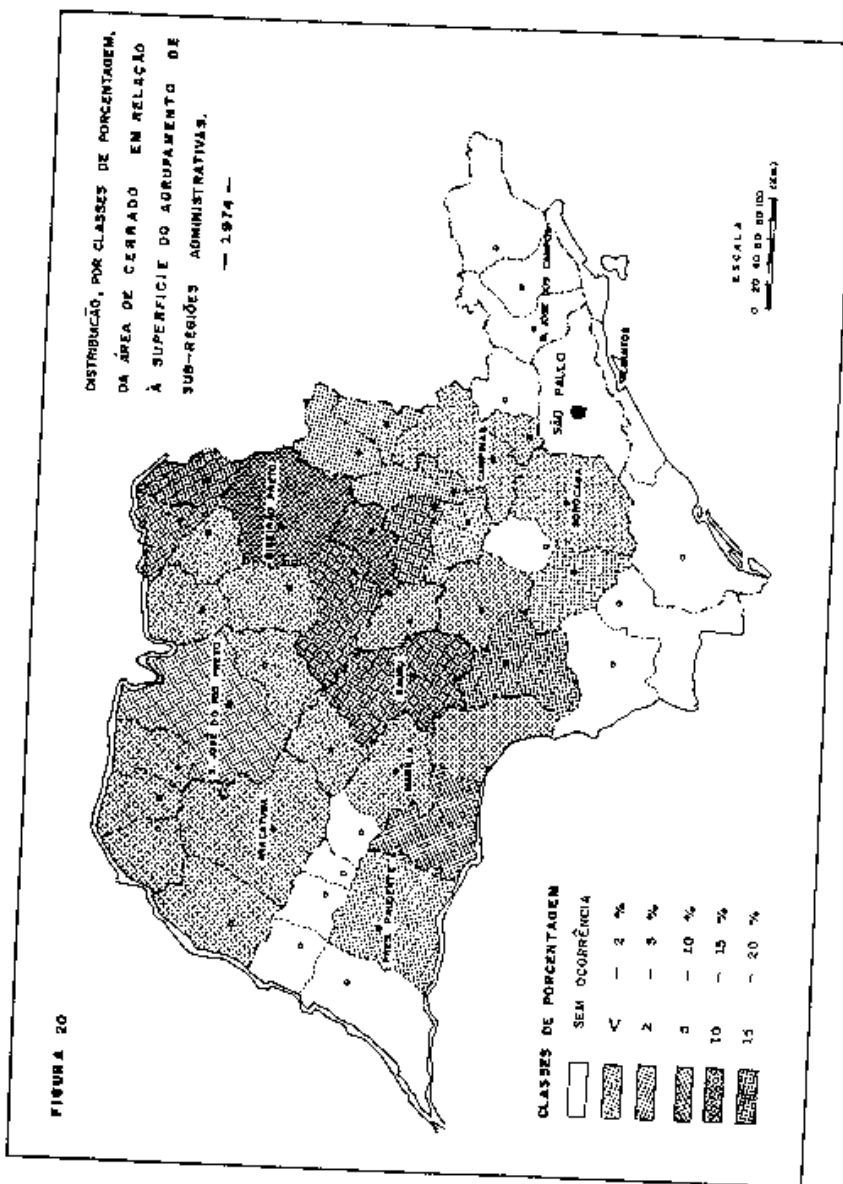 FIGURA 20
DISTRIBUIÇÃO, POR CLASSES DE PORCENTAGEM,
DA ÁREA DE CERRADO EM RELAÇÃO
À SUPERFICIE DO AGRUPAMENTO DE
SUB-REGIÕES ADMINISTRATIVAS.
— 1974 —
S. JOSÉ DO RIO PRETO
RIBEIRÃO PRETO
ARAÇATUBA
BAURU
MARÍLIA
PRES. PRUDENTE
CAMPINAS
SOROCABA
SÃO PAULO
S. JOSÉ DOS CAMPOS
SANTOS
CLASSES DE PORCENTAGEM
SEM OCORRÊNCIA
< — 2 %
2 — 5 %
5 — 10 %
10 — 15 %
15 — 20 %
ESCALA
0 20 40 60 80 100 (Km)